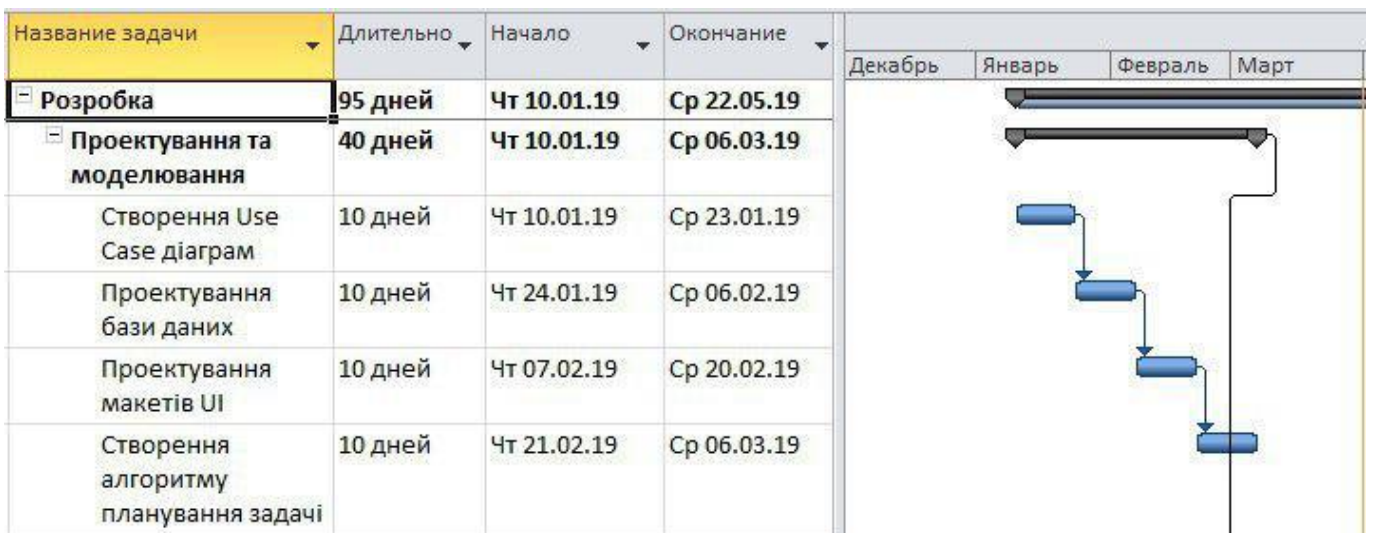 Название задачи Длительно Начало Окончание
Декабрь Январь Февраль Март
Розробка 95 дней Чт 10.01.19 Ср 22.05.19
Проектування та 40 дней Чт 10.01.19 Ср 06.03.19
моделювання
Створення Use 10 дней Чт 10.01.19 Ср 23.01.19
Case діаграм
Проектування 10 дней Чт 24.01.19 Ср 06.02.19
бази даних
Проектування 10 дней Чт 07.02.19 Ср 20.02.19
макетів UI
Створення 10 дней Чт 21.02.19 Ср 06.03.19
алгоритму
планування задачі